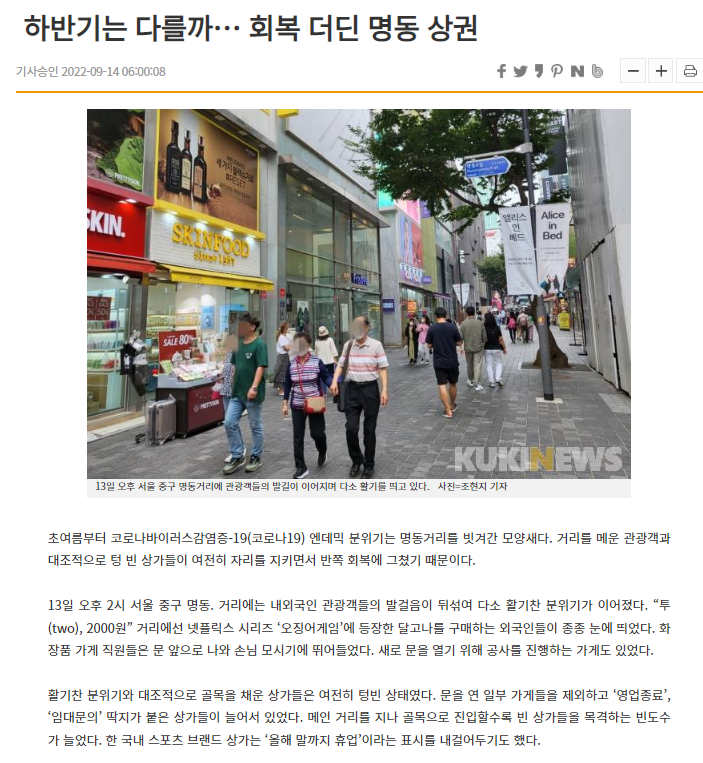 하반기는 다를까… 회복 더딘 명동 상권
기사승인 2022-09-14 06:00:08
PRETTYSKIN
RESET
SKIN.
SKINFOOD
Since 1957
앨리스
인
베드
Alice
in
Bed
SALE 80%
PRETTYSKIN
KUKINEWS
13일 오후 서울 중구 명동거리에 관광객들의 발길이 이어지며 다소 활기를 띄고 있다. 사진=조현지 기자
초여름부터 코로나바이러스감염증-19(코로나19) 엔데믹 분위기는 명동거리를 빗겨간 모양새다. 거리를 메운 관광객과
대조적으로 텅 빈 상가들이 여전히 자리를 지키면서 반쪽 회복에 그쳤기 때문이다.
13일 오후 2시 서울 중구 명동. 거리에는 내외국인 관광객들의 발걸음이 뒤섞여 다소 활기찬 분위기가 이어졌다. “투
(two), 2000원” 거리에선 넷플릭스 시리즈 ‘오징어게임’에 등장한 달고나를 구매하는 외국인들이 종종 눈에 띄었다. 화
장품 가게 직원들은 문 앞으로 나와 손님 모시기에 뛰어들었다. 새로 문을 열기 위해 공사를 진행하는 가게도 있었다.
활기찬 분위기와 대조적으로 골목을 채운 상가들은 여전히 텅빈 상태였다. 문을 연 일부 가게들을 제외하고 ‘영업종료’,
‘임대문의’ 딱지가 붙은 상가들이 늘어서 있었다. 메인 거리를 지나 골목으로 진입할수록 빈 상가들을 목격하는 빈도수
가 늘었다. 한 국내 스포츠 브랜드 상가는 ‘올해 말까지 휴업’이라는 표시를 내걸어두기도 했다.